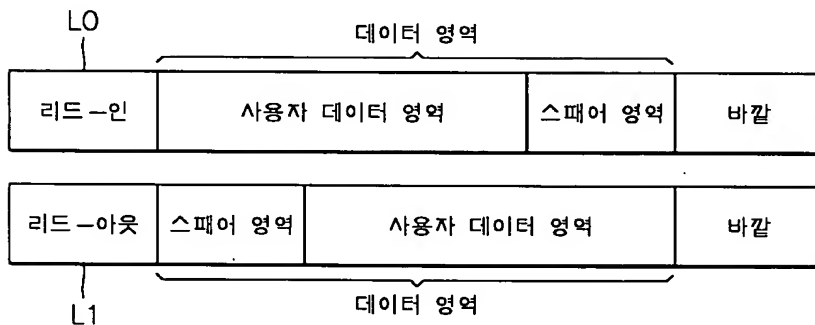 L0
데이터 영역
리드-인 사용자 데이터 영역 스패어 영역 바깥
리드-아웃 스패어 영역 사용자 데이터 영역 바깥
데이터 영역
L1